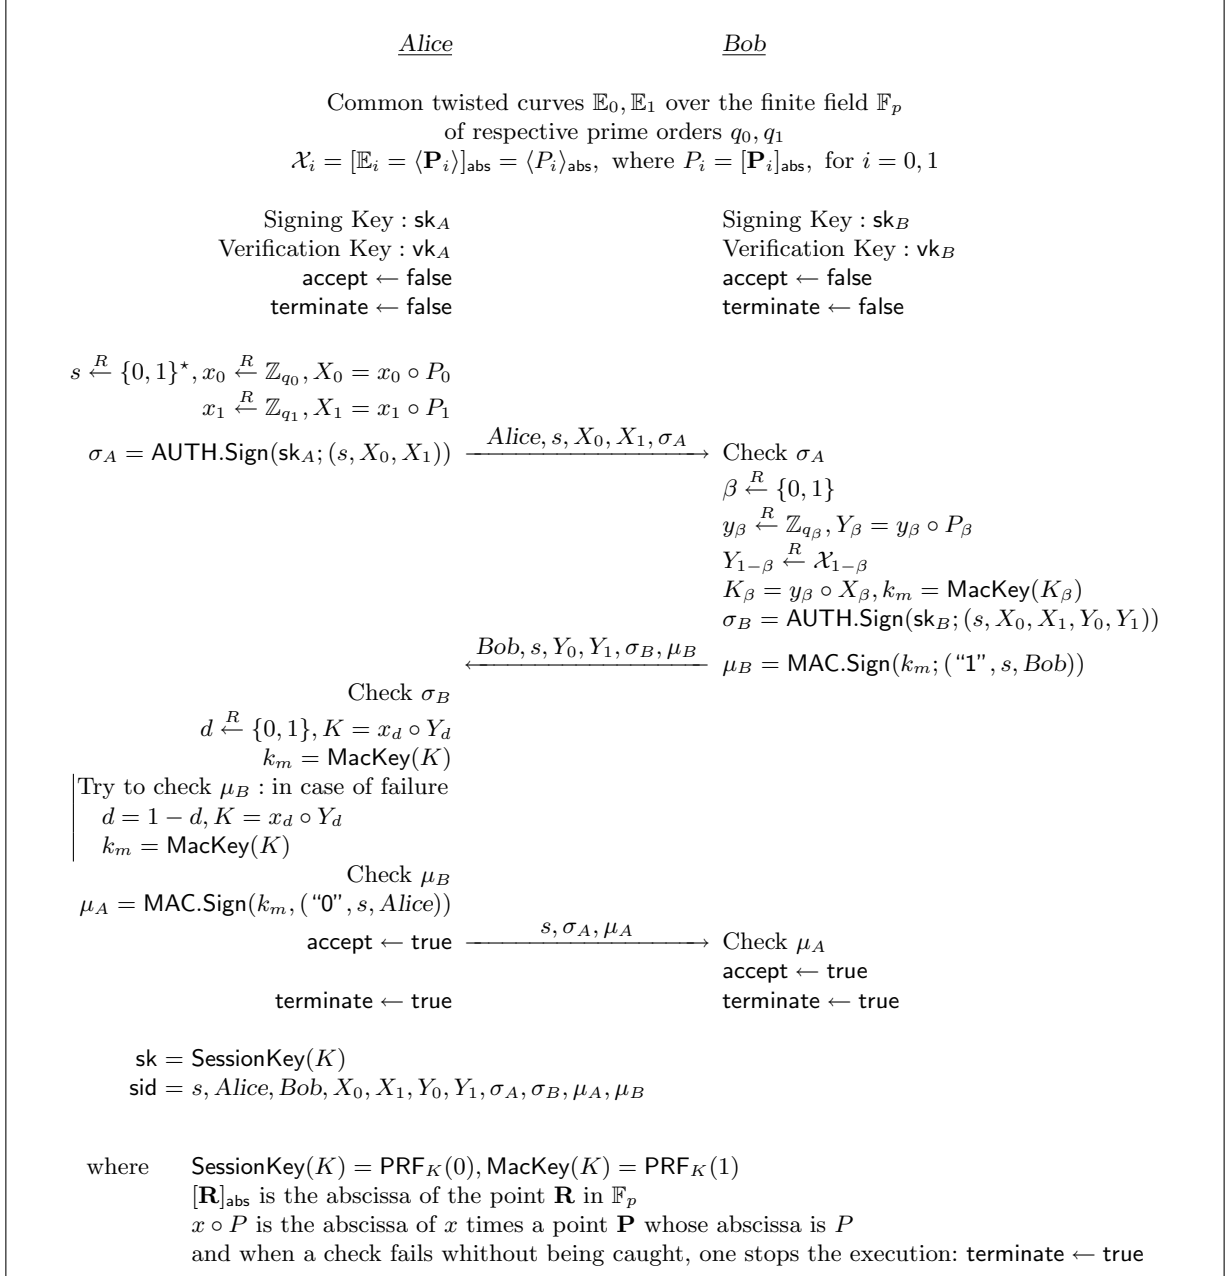 Alice Bob
Common twisted curves 𝔼₀, 𝔼₁ over the finite field 𝔽ₚ
of respective prime orders q₀, q₁
𝒳ᵢ = [𝔼ᵢ = ⟨𝐏ᵢ⟩]_abs = ⟨Pᵢ⟩_abs, where Pᵢ = [𝐏ᵢ]_abs, for i = 0, 1
Signing Key : sk_A Signing Key : sk_B
Verification Key : vk_A Verification Key : vk_B
accept ← false accept ← false
terminate ← false terminate ← false
s ←^R {0, 1}^⋆, x₀ ←^R ℤ_{q₀}, X₀ = x₀ ∘ P₀
x₁ ←^R ℤ_{q₁}, X₁ = x₁ ∘ P₁
σ_A = AUTH.Sign(sk_A; (s, X₀, X₁)) Alice, s, X₀, X₁, σ_A → Check σ_A
β ←^R {0, 1}
y_β ←^R ℤ_{q_β}, Y_β = y_β ∘ P_β
Y_{1−β} ←^R 𝒳_{1−β}
K_β = y_β ∘ X_β, k_m = MacKey(K_β)
σ_B = AUTH.Sign(sk_B; (s, X₀, X₁, Y₀, Y₁))
Bob, s, Y₀, Y₁, σ_B, μ_B ← μ_B = MAC.Sign(k_m; (“1”, s, Bob))
Check σ_B
d ←^R {0, 1}, K = x_d ∘ Y_d
k_m = MacKey(K)
Try to check μ_B : in case of failure
d = 1 − d, K = x_d ∘ Y_d
k_m = MacKey(K)
Check μ_B
μ_A = MAC.Sign(k_m, (“0”, s, Alice))
accept ← true s, σ_A, μ_A → Check μ_A
accept ← true
terminate ← true terminate ← true
sk = SessionKey(K)
sid = s, Alice, Bob, X₀, X₁, Y₀, Y₁, σ_A, σ_B, μ_A, μ_B
where SessionKey(K) = PRF_K(0), MacKey(K) = PRF_K(1)
[𝐑]_abs is the abscissa of the point 𝐑 in 𝔽ₚ
x ∘ P is the abscissa of x times a point 𝐏 whose abscissa is P
and when a check fails whithout being caught, one stops the execution: terminate ← true